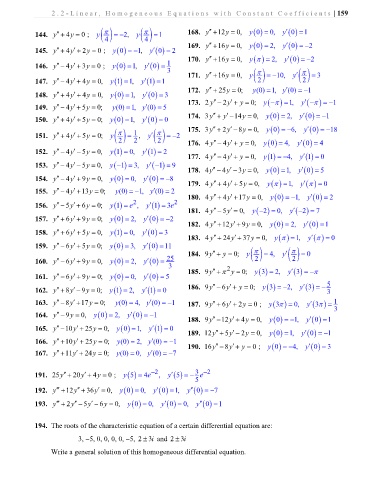 2.2-Linear, Homogeneous Equations with Constant Coefficients | 159
144. y″ + 4y = 0 ; y(π/4) = −2, y(π/4) = 1
145. y″ + 4y′ + 2y = 0 ; y(0) = −1, y′(0) = 2
146. y″ − 4y′ + 3y = 0 ; y(0) = 1, y′(0) = 1/3
147. y″ − 4y′ + 4y = 0, y(1) = 1, y′(1) = 1
148. y″ + 4y′ + 4y = 0, y(0) = 1, y′(0) = 3
149. y″ − 4y′ + 5y = 0; y(0) = 1, y′(0) = 5
150. y″ + 4y′ + 5y = 0; y(0) = 1, y′(0) = 0
151. y″ + 4y′ + 5y = 0; y(π/2) = 1/2, y′(π/2) = −2
152. y″ − 4y′ − 5y = 0; y(1) = 0, y′(1) = 2
153. y″ − 4y′ − 5y = 0; y(−1) = 3, y′(−1) = 9
154. y″ − 4y′ + 9y = 0; y(0) = 0, y′(0) = −8
155. y″ − 4y′ + 13y = 0; y(0) = −1, y′(0) = 2
156. y″ − 5y′ + 6y = 0; y(1) = e², y′(1) = 3e²
157. y″ + 6y′ + 9y = 0; y(0) = 2, y′(0) = −2
158. y″ + 6y′ + 5y = 0, y(1) = 0, y′(0) = 3
159. y″ − 6y′ + 5y = 0; y(0) = 3, y′(0) = 11
160. y″ − 6y′ + 9y = 0; y(0) = 2, y′(0) = 25/3
161. y″ − 6y′ + 9y = 0; y(0) = 0, y′(0) = 5
162. y″ + 8y′ − 9y = 0; y(1) = 2, y′(1) = 0
163. y″ − 8y′ + 17y = 0; y(0) = 4, y′(0) = −1
164. y″ − 9y = 0, y(0) = 2, y′(0) = −1
165. y″ − 10y′ + 25y = 0, y(0) = 1, y′(1) = 0
166. y″ + 10y′ + 25y = 0; y(0) = 2, y′(0) = −1
167. y″ + 11y′ + 24y = 0; y(0) = 0, y′(0) = −7
168. y″ + 12y = 0, y(0) = 0, y′(0) = 1
169. y″ + 16y = 0, y(0) = 2, y′(0) = −2
170. y″ + 16y = 0, y(π) = 2, y′(0) = −2
171. y″ + 16y = 0, y(π/2) = −10, y′(π/2) = 3
172. y″ + 25y = 0; y(0) = 1, y′(0) = −1
173. 2y″ − 2y′ + y = 0; y(−π) = 1, y′(−π) = −1
174. 3y″ + y′ − 14y = 0, y(0) = 2, y′(0) = −1
175. 3y″ + 2y′ − 8y = 0, y(0) = −6, y′(0) = −18
176. 4y″ − 4y′ + y = 0, y(0) = 4, y′(0) = 4
177. 4y″ − 4y′ + y = 0, y(1) = −4, y′(1) = 0
178. 4y″ − 4y′ − 3y = 0, y(0) = 1, y′(0) = 5
179. 4y″ + 4y′ + 5y = 0, y(π) = 1, y′(π) = 0
180. 4y″ + 4y′ + 17y = 0, y(0) = −1, y′(0) = 2
181. 4y″ − 5y′ = 0, y(−2) = 0, y′(−2) = 7
182. 4y″ + 12y′ + 9y = 0, y(0) = 2, y′(0) = 1
183. 4y″ + 24y′ + 37y = 0, y(π) = 1, y′(π) = 0
184. 9y″ + y = 0; y(π/2) = 4, y′(π/2) = 0
185. 9y″ + π²y = 0; y(3) = 2, y′(3) = −π
186. 9y″ − 6y′ + y = 0; y(3) = −2, y′(3) = −5/3
187. 9y″ + 6y′ + 2y = 0 ; y(3π) = 0, y′(3π) = 1/3
188. 9y″ − 12y′ + 4y = 0, y(0) = −1, y′(0) = 1
189. 12y″ + 5y′ − 2y = 0, y(0) = 1, y′(0) = −1
190. 16y″ − 8y′ + y = 0 ; y(0) = −4, y′(0) = 3
191. 25y″ + 20y′ + 4y = 0 ; y(5) = 4e⁻², y′(5) = −3/5 e⁻²
192. y‴ + 12y″ + 36y′ = 0, y(0) = 0, y′(0) = 1, y″(0) = −7
193. y‴ + 2y″ − 5y′ − 6y = 0, y(0) = 0, y′(0) = 0, y″(0) = 1
194. The roots of the characteristic equation of a certain differential equation are:
3, −5, 0, 0, 0, 0, −5, 2 ± 3i and 2 ± 3i
Write a general solution of this homogeneous differential equation.